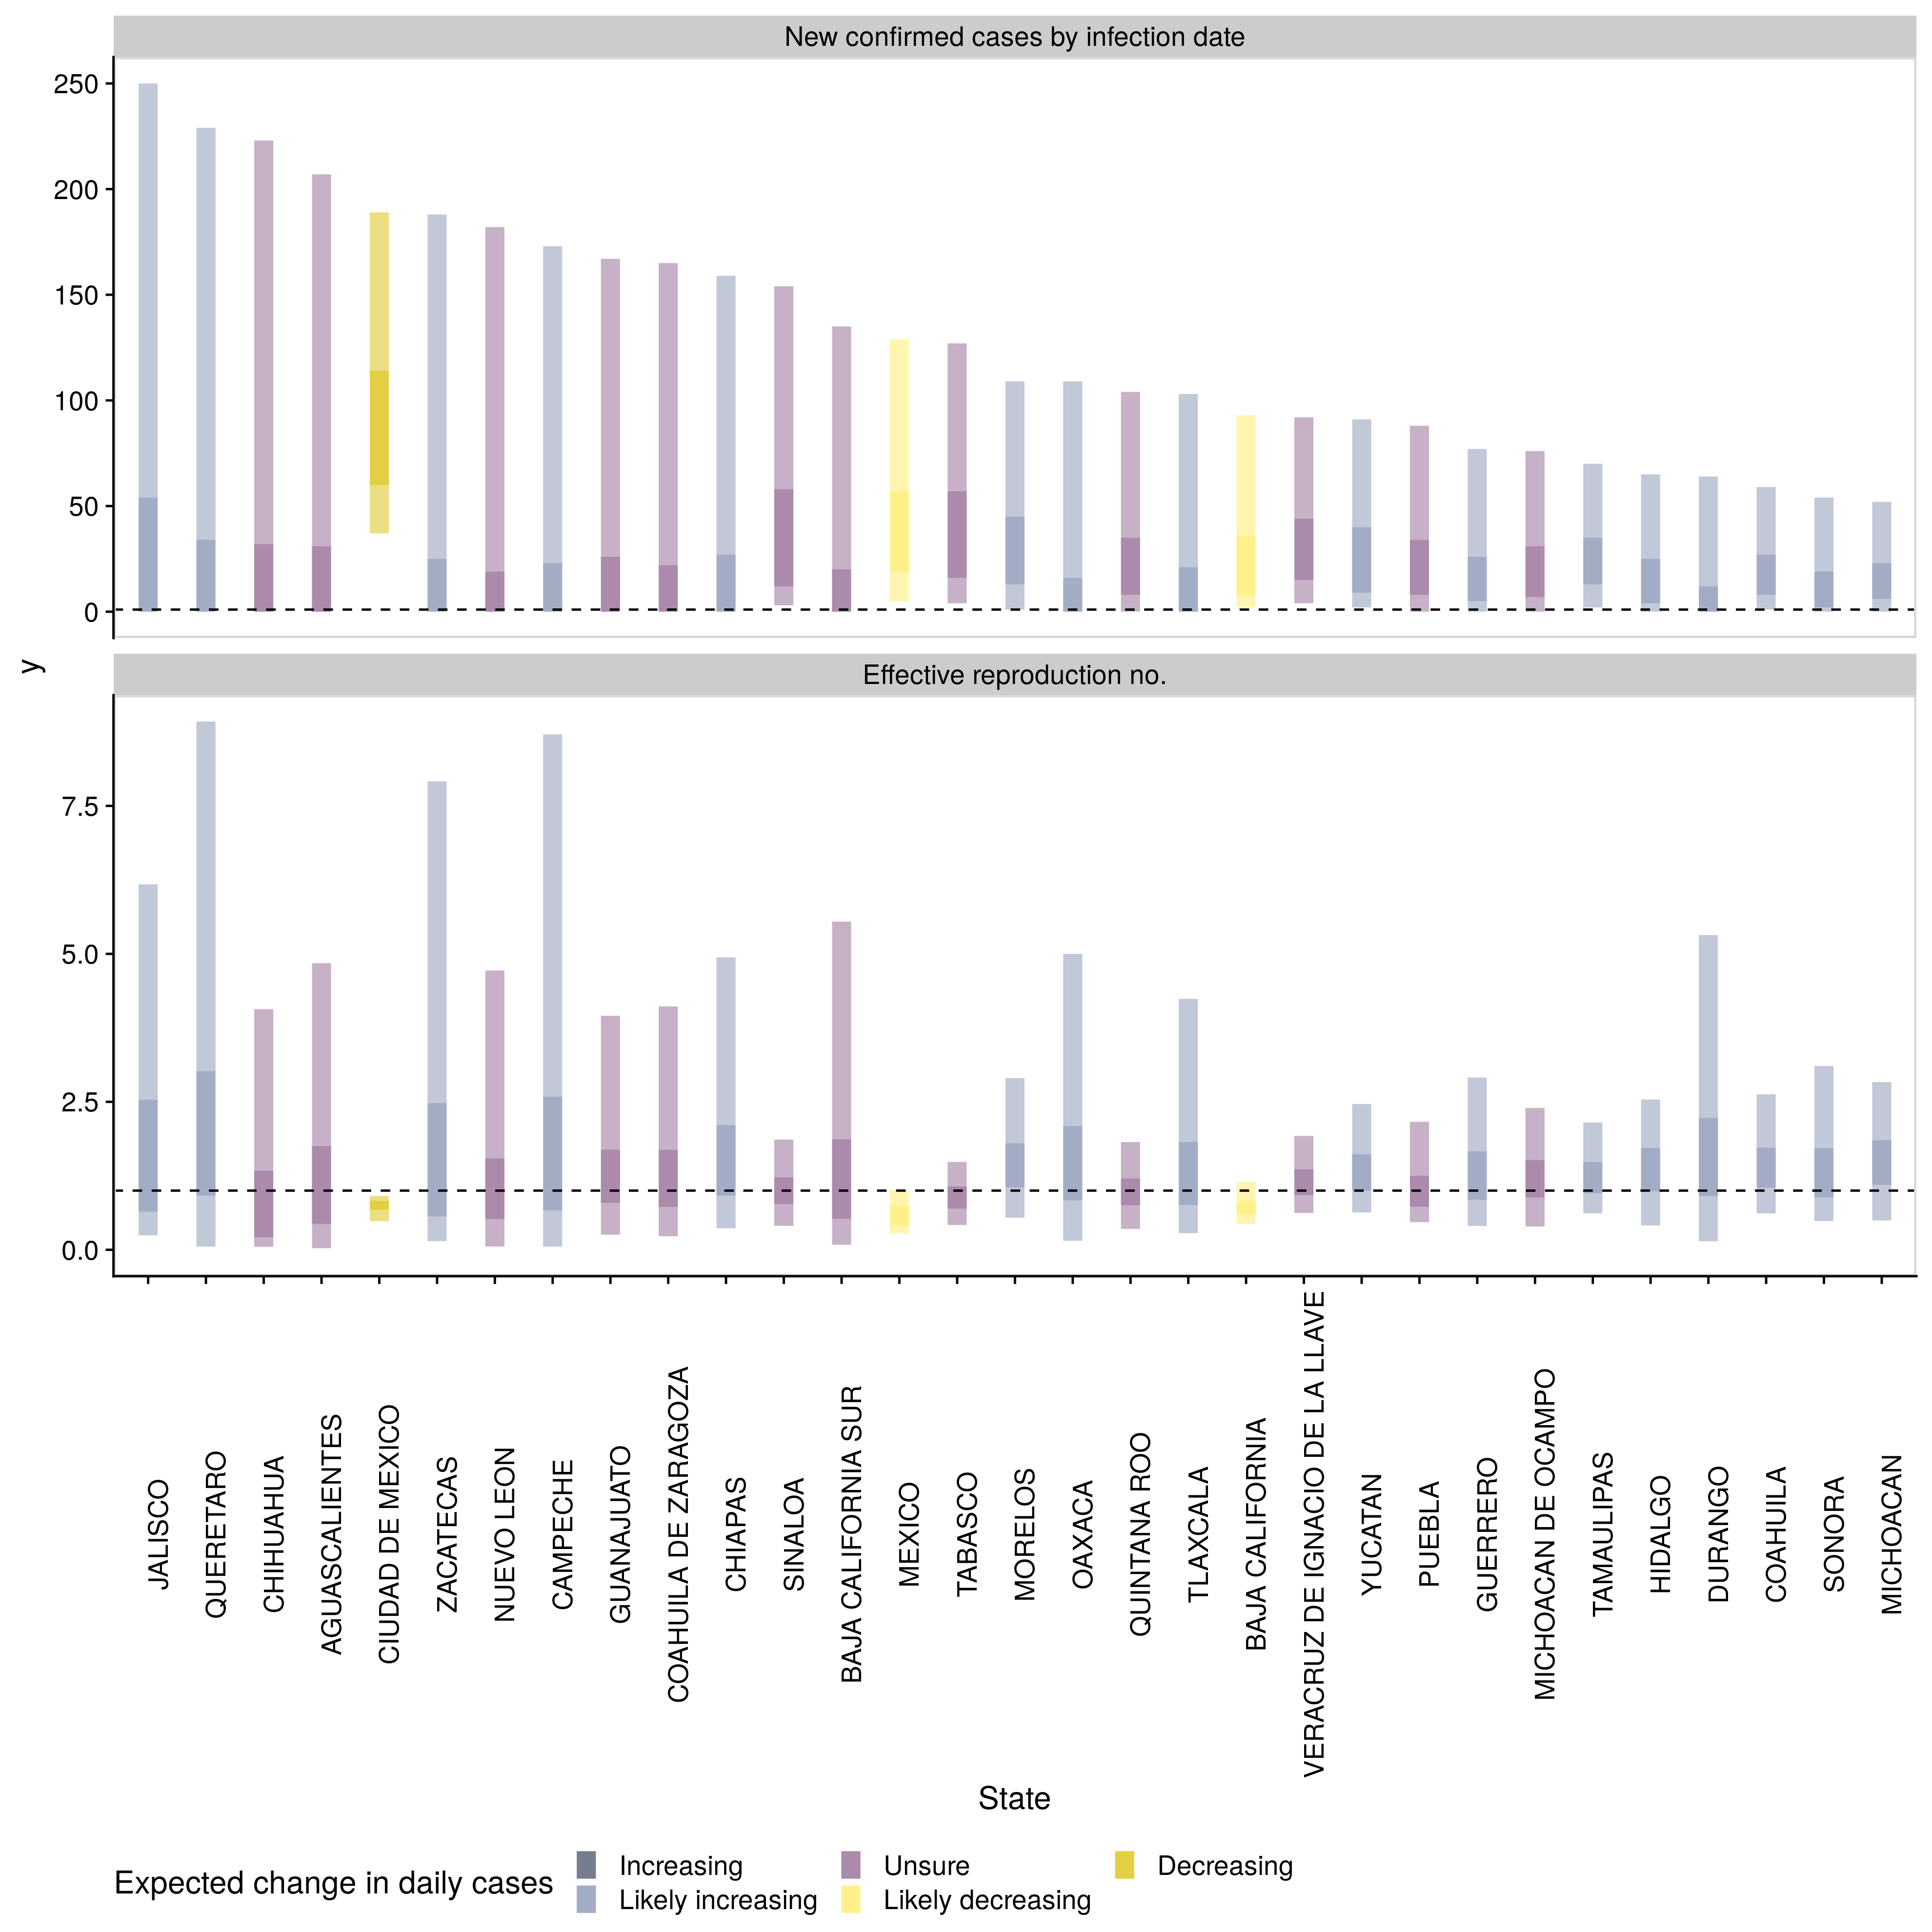 New confirmed cases by infection date
250
200
150
100
50
0
y
Effective reproduction no.
7.5
5.0
2.5
0.0
JALISCO
QUERETARO
CHIHUAHUA
AGUASCALIENTES
CIUDAD DE MEXICO
ZACATECAS
NUEVO LEON
CAMPECHE
GUANAJUATO
COAHUILA DE ZARAGOZA
CHIAPAS
SINALOA
BAJA CALIFORNIA SUR
MEXICO
TABASCO
MORELOS
OAXACA
QUINTANA ROO
TLAXCALA
BAJA CALIFORNIA
VERACRUZ DE IGNACIO DE LA LLAVE
YUCATAN
PUEBLA
GUERRERO
MICHOACAN DE OCAMPO
TAMAULIPAS
HIDALGO
DURANGO
COAHUILA
SONORA
MICHOACAN
State
Expected change in daily cases
Increasing
Likely increasing
Unsure
Likely decreasing
Decreasing